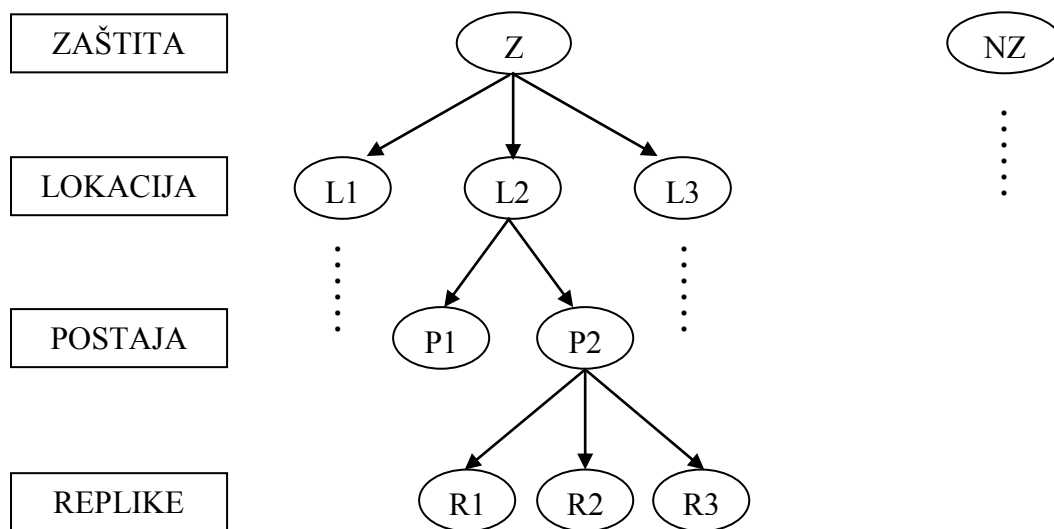 ZAŠTITA
Z
NZ
LOKACIJA
L1
L2
L3
POSTAJA
P1
P2
REPLIKE
R1
R2
R3